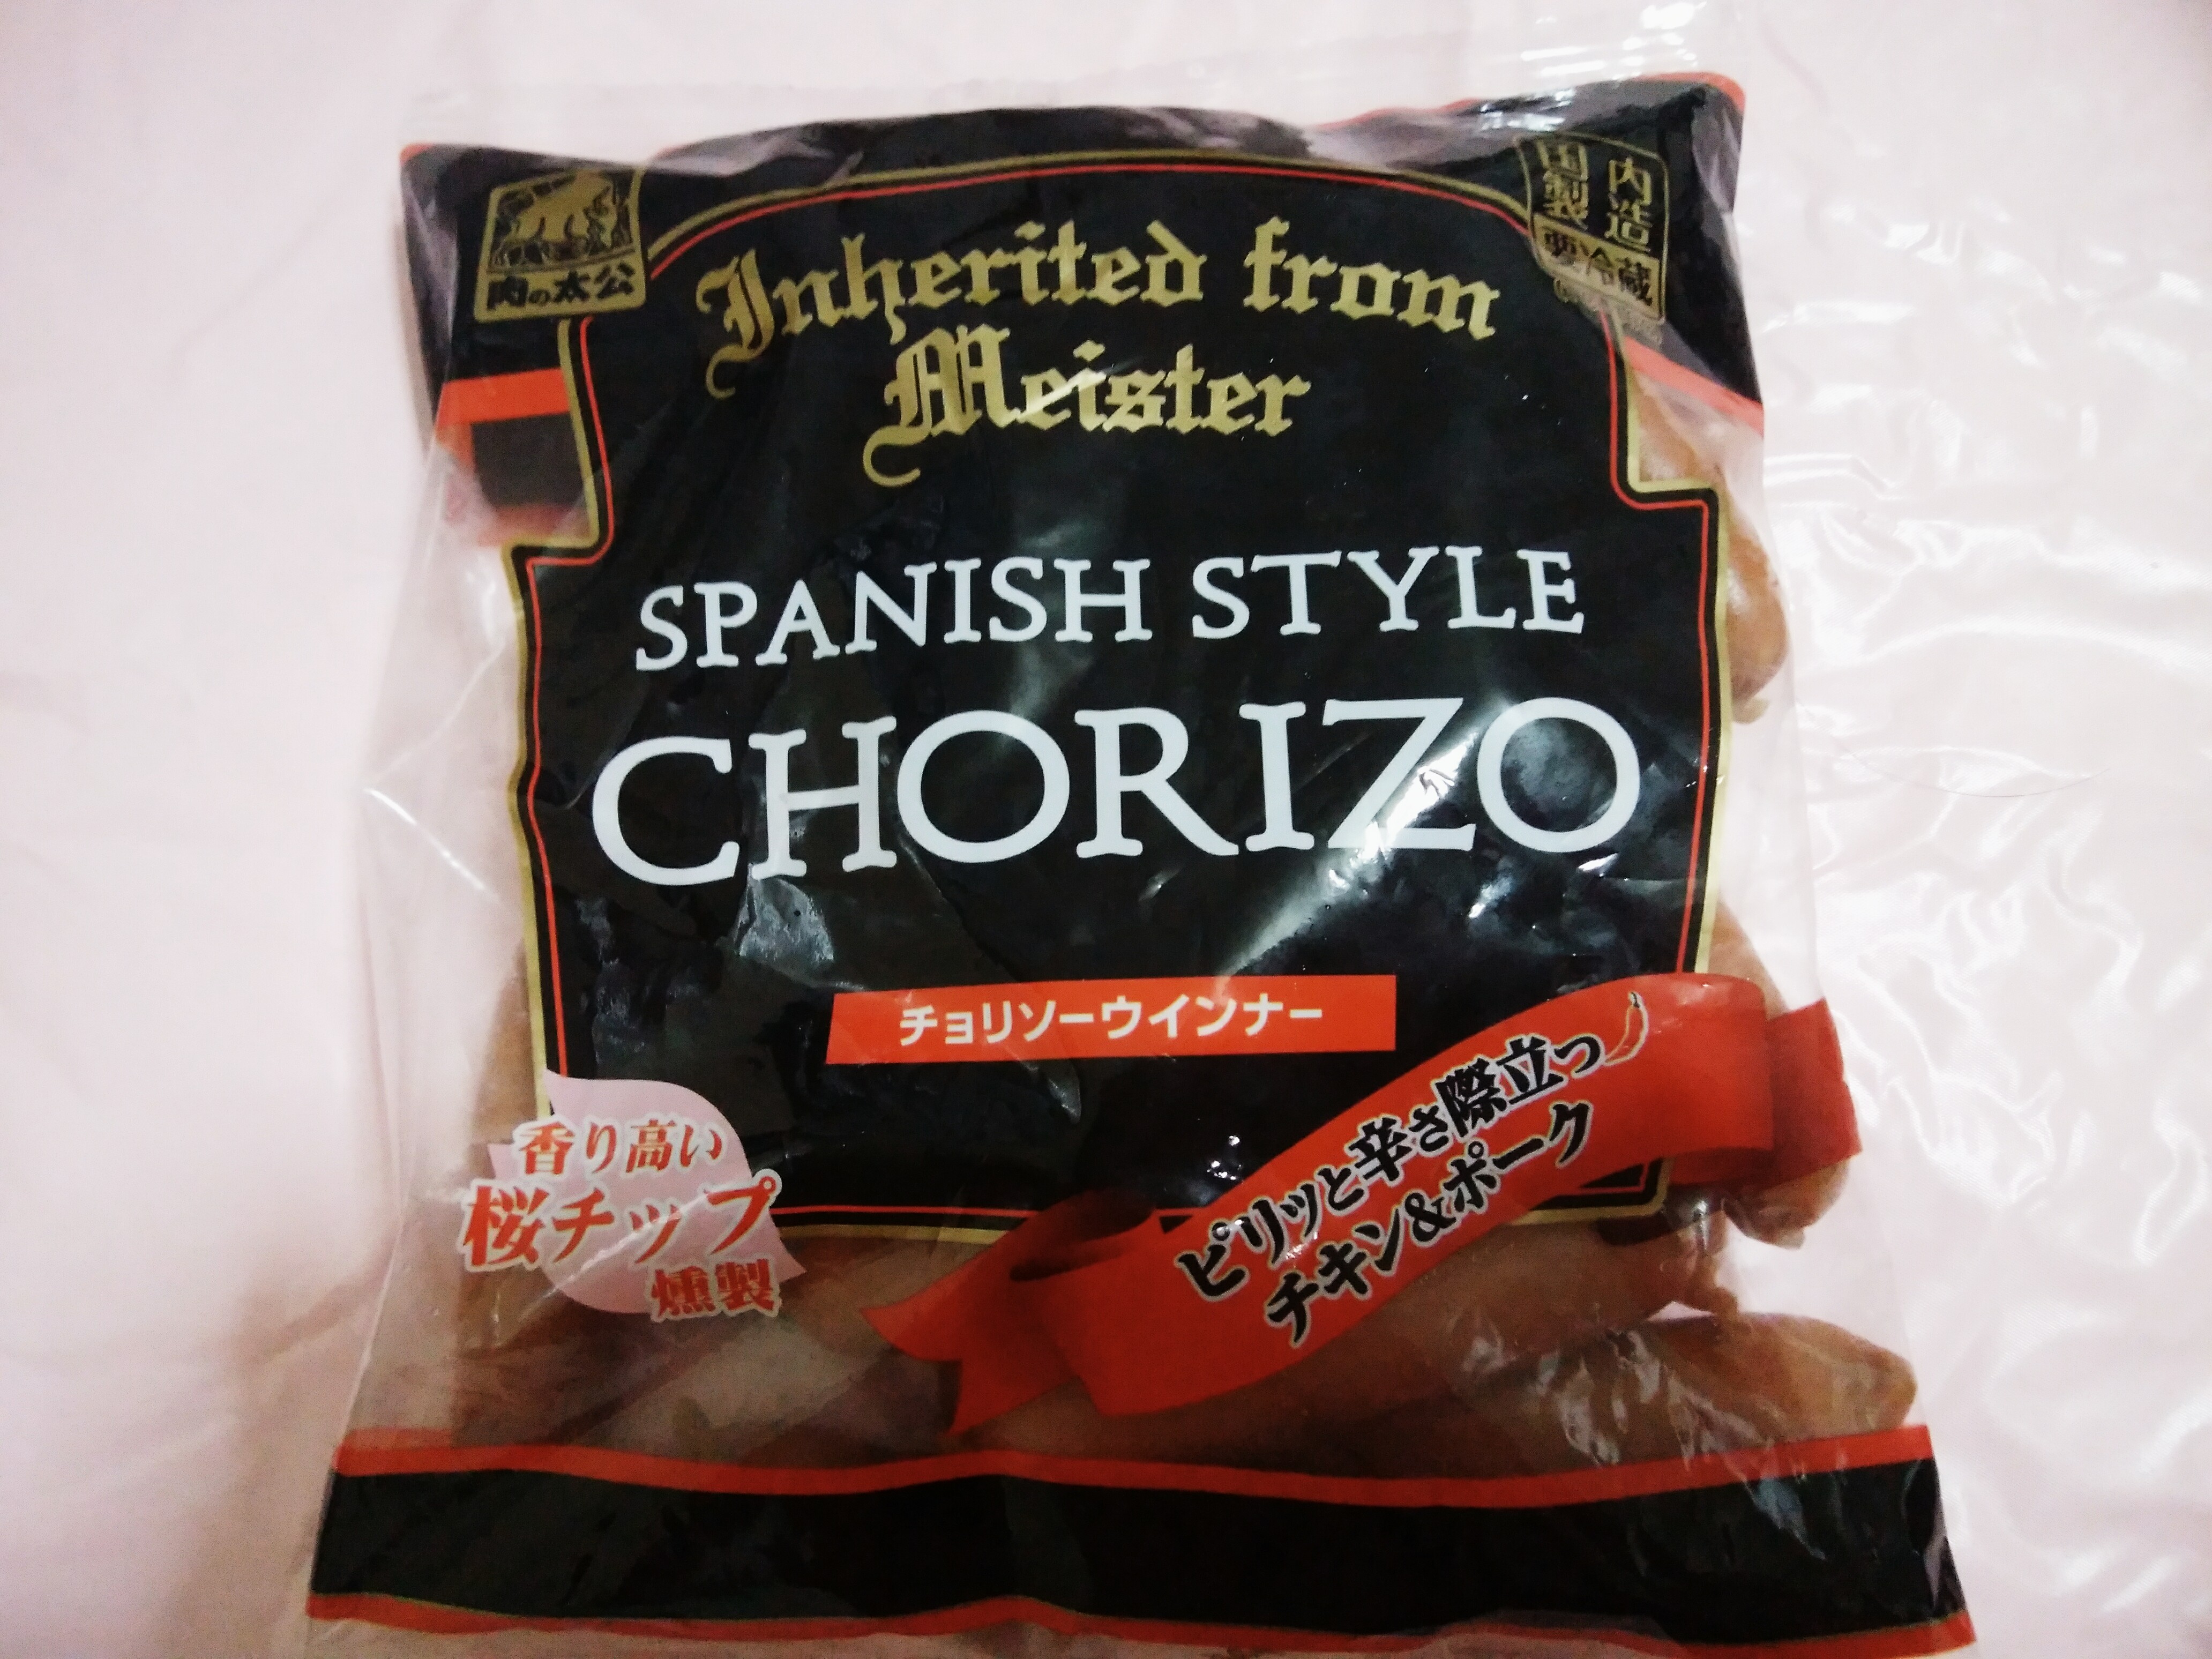 肉の太公
国内
製造
要冷蔵
Inherited from
Meister
SPANISH STYLE
CHORIZO
チョリソーウインナー
香り高い
桜チップ
燻製
ピリッと辛さ際立つ
チキン&ポーク